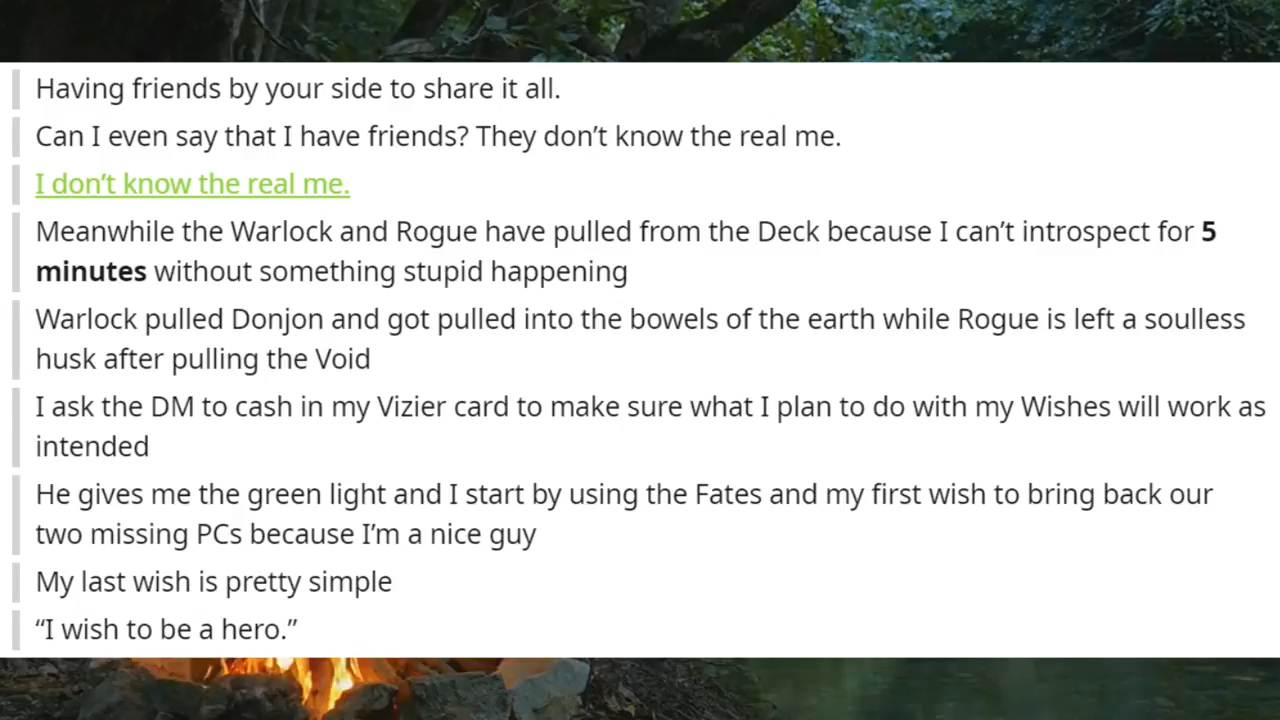 Having friends by your side to share it all.
Can I even say that I have friends? They don’t know the real me.
I don’t know the real me.
Meanwhile the Warlock and Rogue have pulled from the Deck because I can’t introspect for 5
minutes without something stupid happening
Warlock pulled Donjon and got pulled into the bowels of the earth while Rogue is left a soulless
husk after pulling the Void
I ask the DM to cash in my Vizier card to make sure what I plan to do with my Wishes will work as
intended
He gives me the green light and I start by using the Fates and my first wish to bring back our
two missing PCs because I’m a nice guy
My last wish is pretty simple
“I wish to be a hero.”